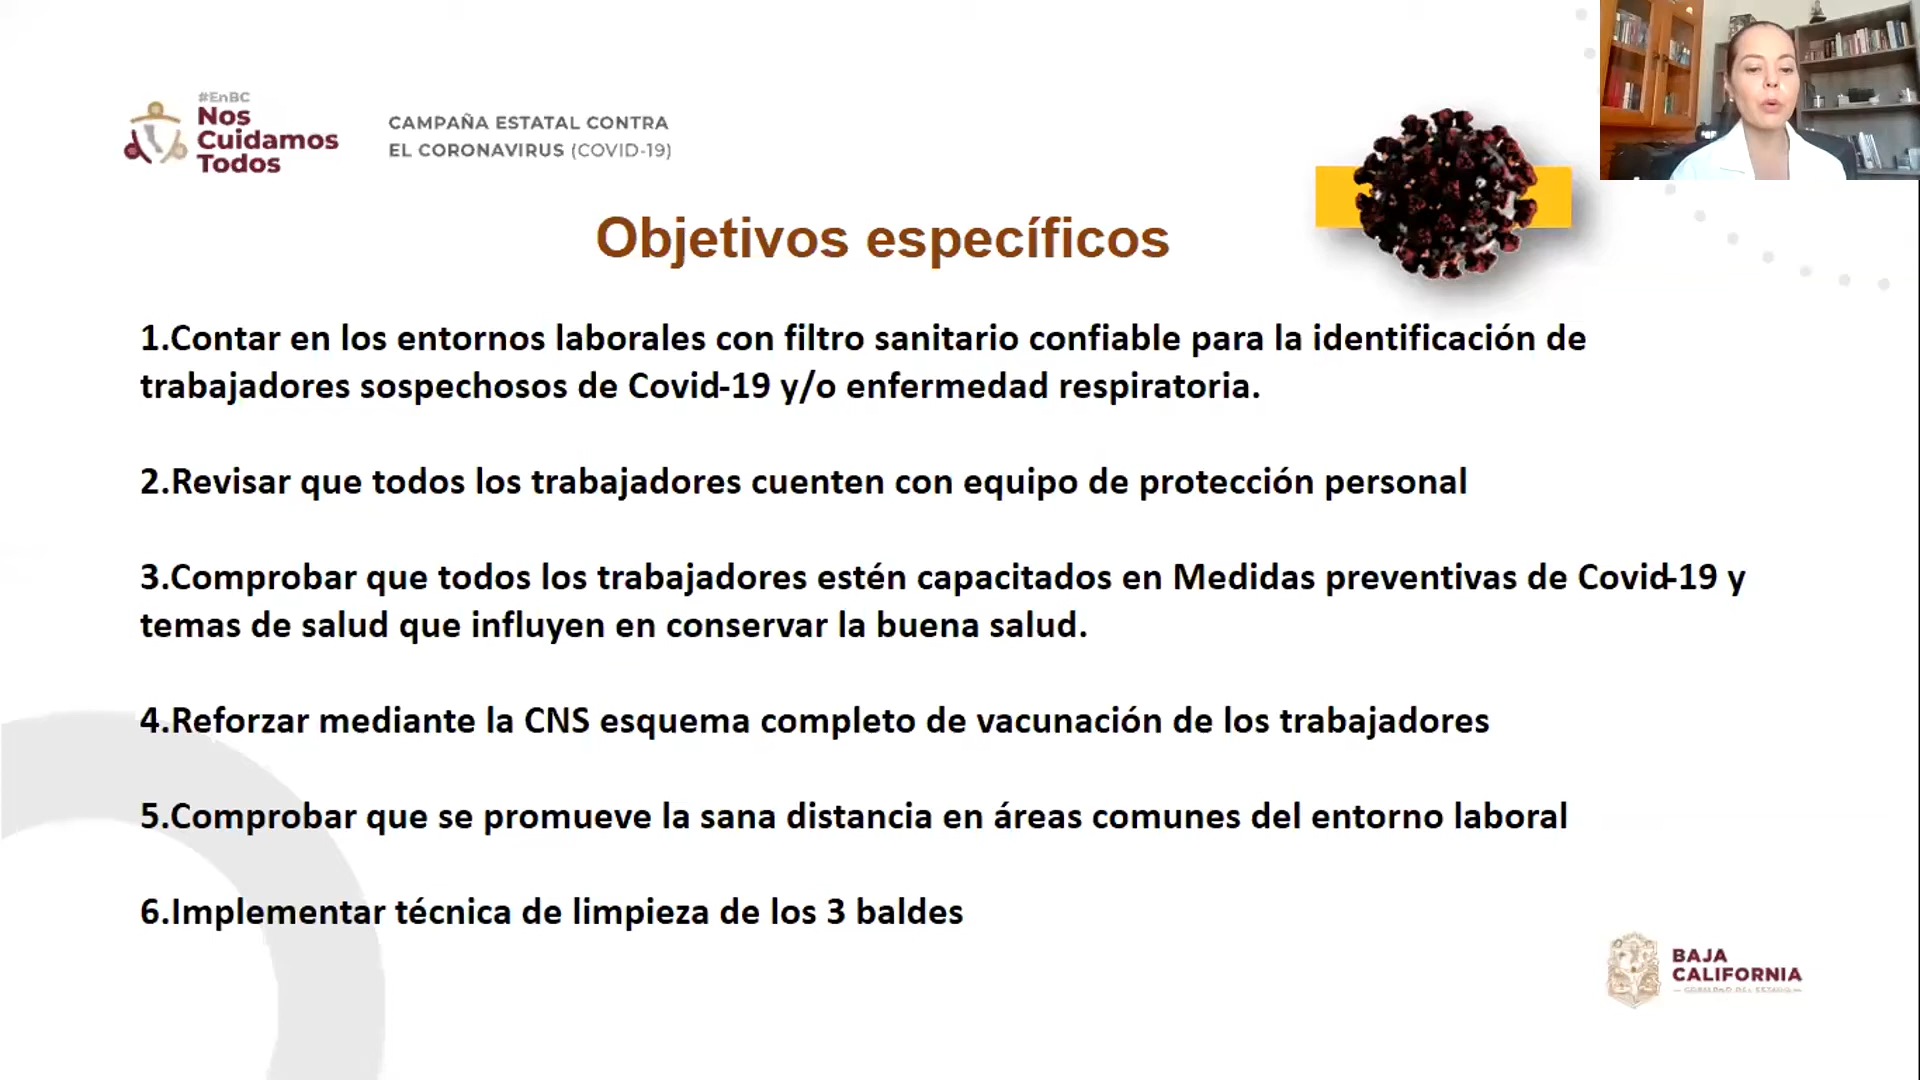 #EnBC
Nos
Cuidamos
Todos
CAMPAÑA ESTATAL CONTRA
EL CORONAVIRUS (COVID-19)
Objetivos específicos
1.Contar en los entornos laborales con filtro sanitario confiable para la identificación de
trabajadores sospechosos de Covid-19 y/o enfermedad respiratoria.
2.Revisar que todos los trabajadores cuenten con equipo de protección personal
3.Comprobar que todos los trabajadores estén capacitados en Medidas preventivas de Covid-19 y
temas de salud que influyen en conservar la buena salud.
4.Reforzar mediante la CNS esquema completo de vacunación de los trabajadores
5.Comprobar que se promueve la sana distancia en áreas comunes del entorno laboral
6.Implementar técnica de limpieza de los 3 baldes
BAJA
CALIFORNIA